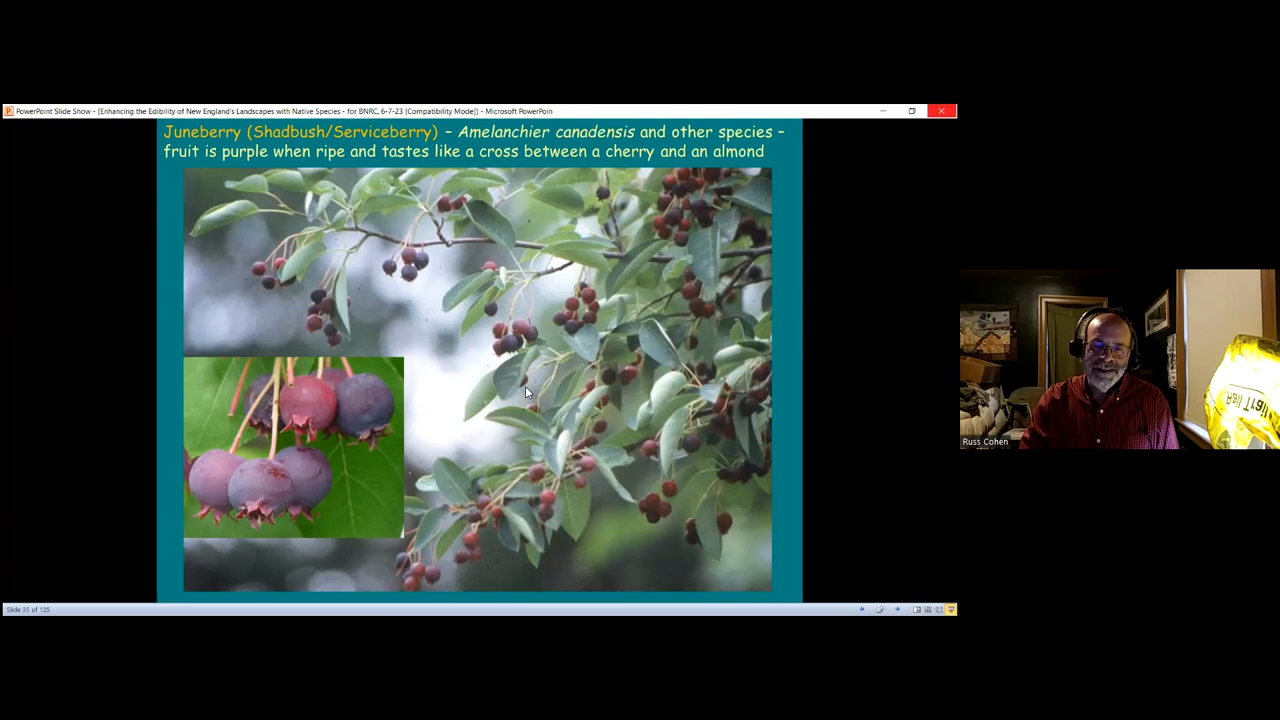 PowerPoint Slide Show - [Enhancing the Edibility of New England's Landscapes with Native Species - for BNRC, 6-7-23 [Compatibility Mode]] - Microsoft PowerPoin
Juneberry (Shadbush/Serviceberry) – Amelanchier canadensis and other species –
fruit is purple when ripe and tastes like a cross between a cherry and an almond
Russ Cohen
Slide 35 of 125